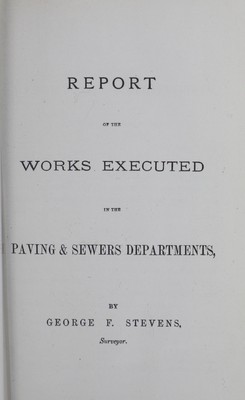 REPORT
OF THE
WORKS EXECUTED
IN THE
PAVING & SEWERS DEPARTMENTS,
BY
GEORGE F. STEVENS,
Surveyor.